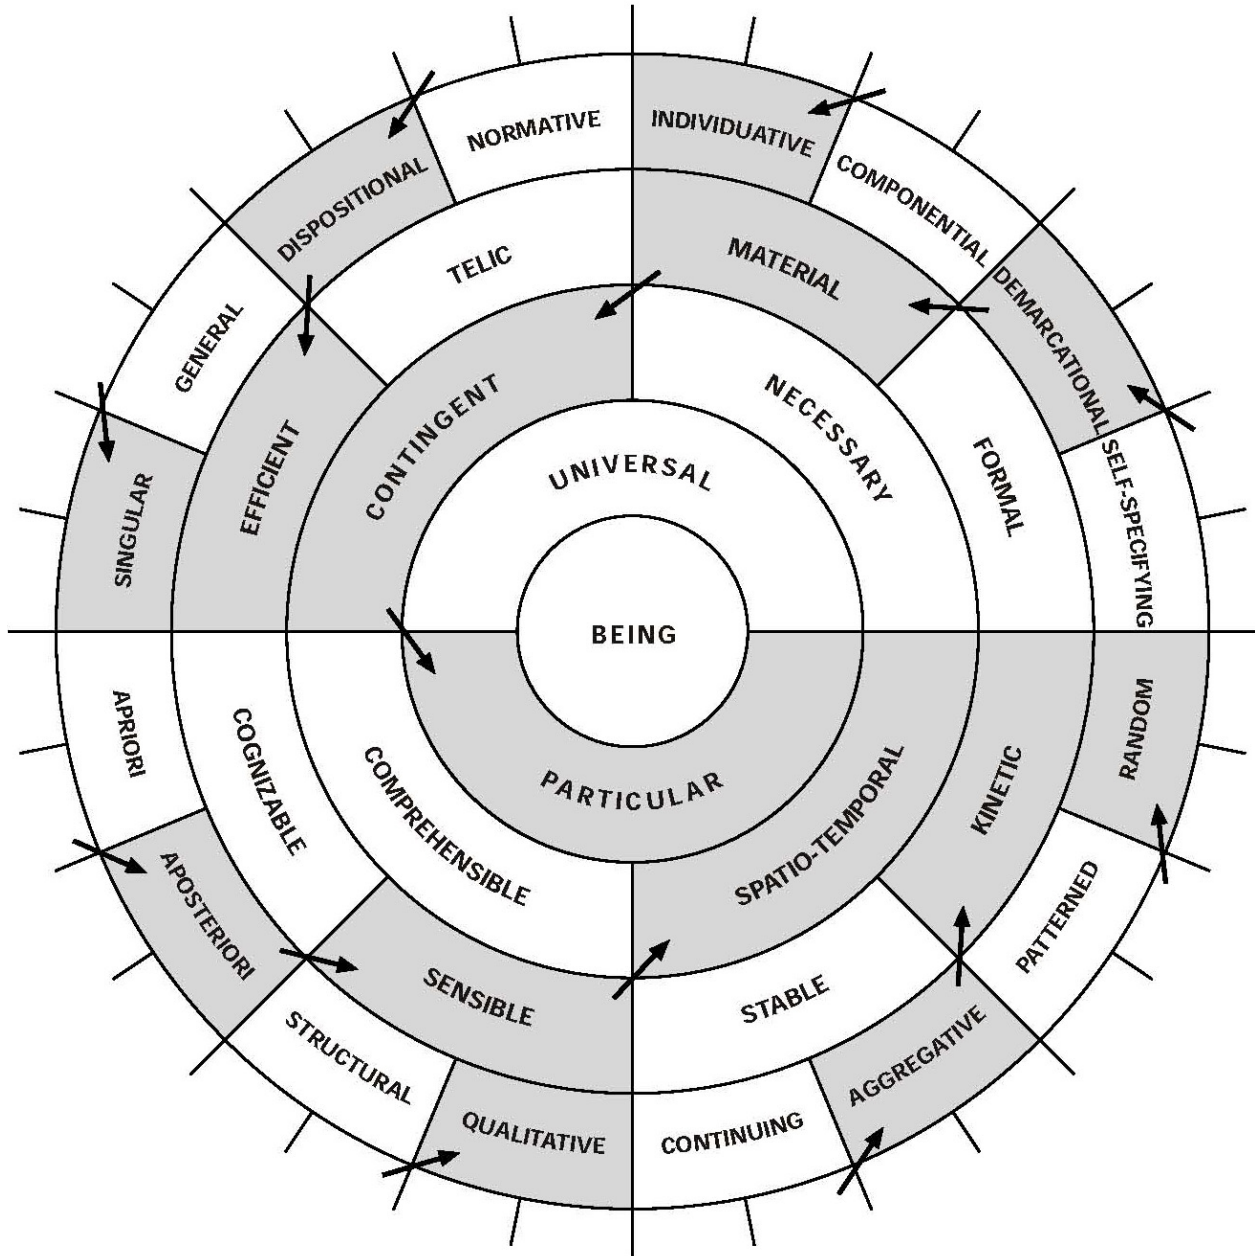 NORMATIVE
INDIVIDUATIVE
DISPOSITIONAL
COMPONENTIAL
TELIC
MATERIAL
DEMARCATIONAL
GENERAL
CONTINGENT
NECESSARY
EFFICIENT
FORMAL
SELF-SPECIFYING
UNIVERSAL
SINGULAR
BEING
APRIORI
RANDOM
COGNIZABLE
COMPREHENSIBLE
PARTICULAR
SPATIO-TEMPORAL
KINETIC
APOSTERIORI
PATTERNED
SENSIBLE
STABLE
STRUCTURAL
AGGREGATIVE
QUALITATIVE
CONTINUING